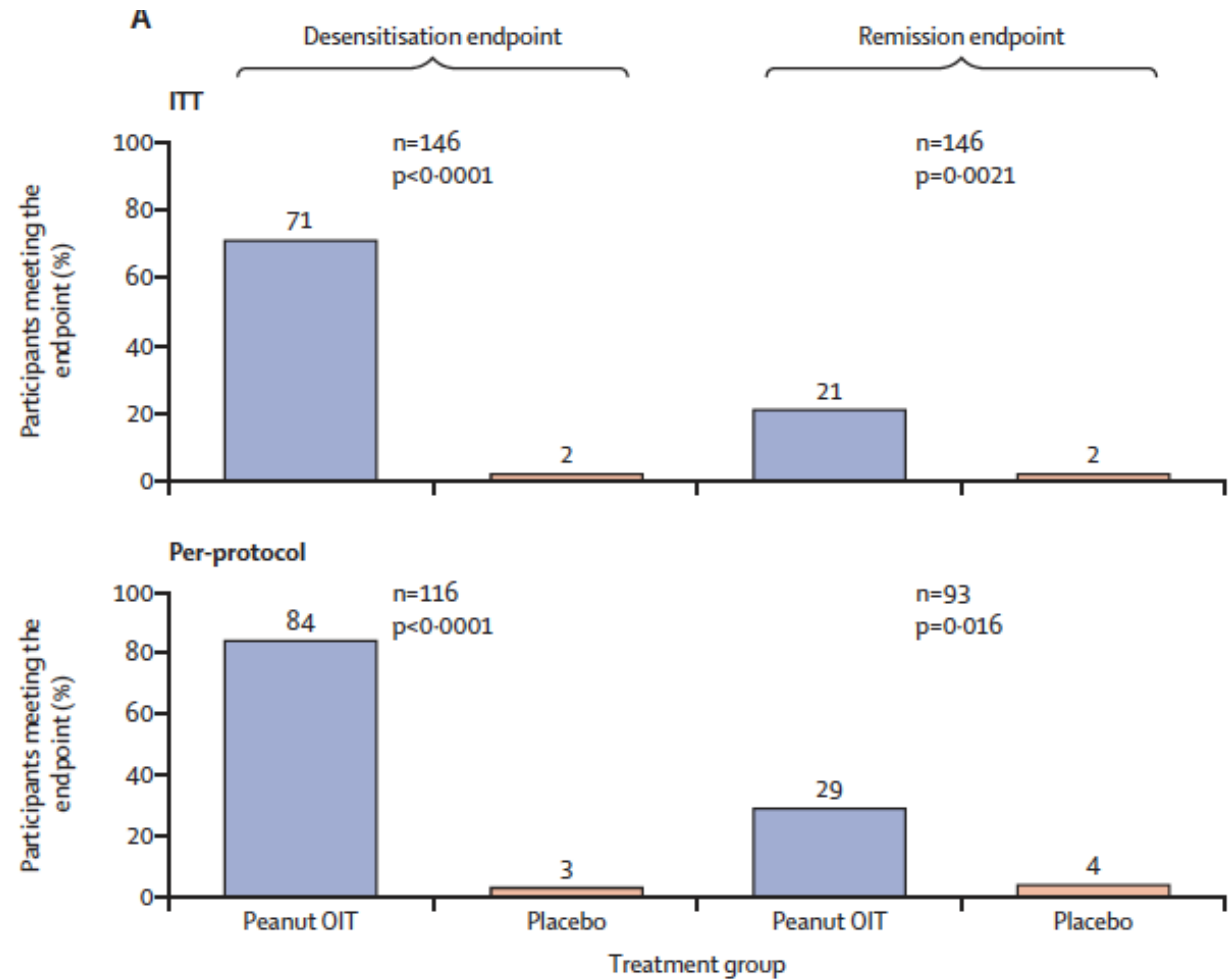 A
Desensitisation endpoint
Remission endpoint
ITT
Participants meeting the
endpoint (%)
100
80
60
40
20
0
n=146
p<0·0001
n=146
p=0·0021
71
2
21
2
Per-protocol
Participants meeting the
endpoint (%)
100
80
60
40
20
0
n=116
p<0·0001
n=93
p=0·016
84
3
29
4
Peanut OIT
Placebo
Peanut OIT
Placebo
Treatment group